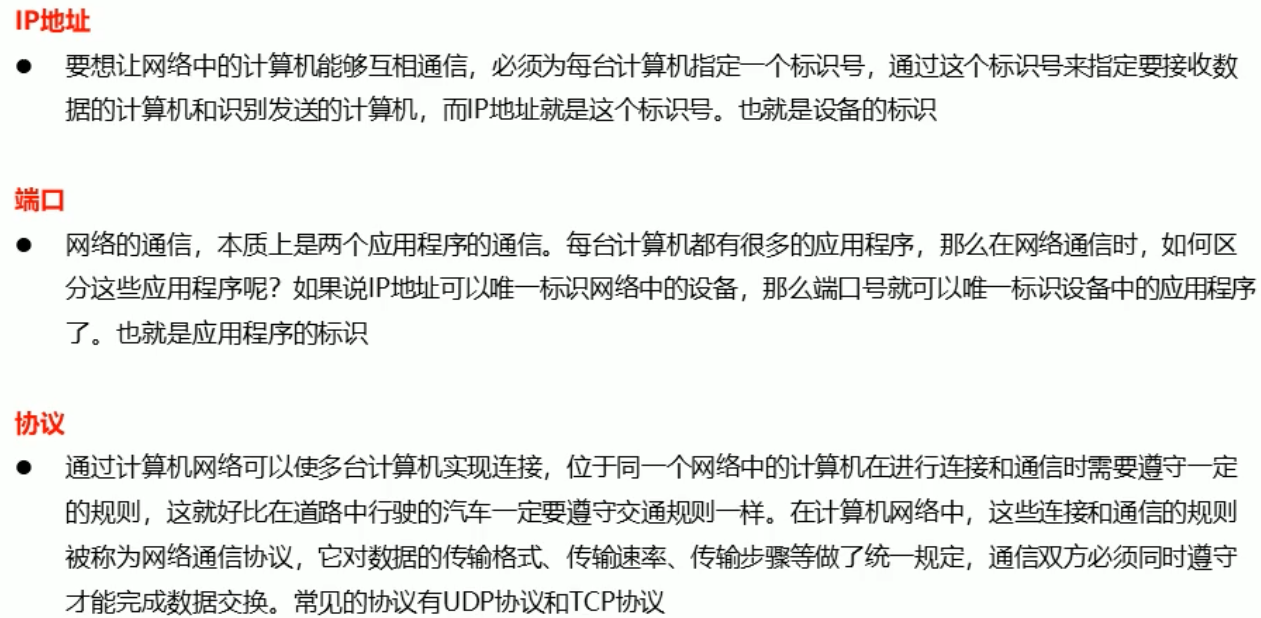 IP地址
● 要想让网络中的计算机能够互相通信，必须为每台计算机指定一个标识号，通过这个标识号来指定要接收数
据的计算机和识别发送的计算机，而IP地址就是这个标识号。也就是设备的标识
端口
● 网络的通信，本质上是两个应用程序的通信。每台计算机都有很多的应用程序，那么在网络通信时，如何区
分这些应用程序呢？如果说IP地址可以唯一标识网络中的设备，那么端口号就可以唯一标识设备中的应用程序
了。也就是应用程序的标识
协议
● 通过计算机网络可以使多台计算机实现连接，位于同一个网络中的计算机在进行连接和通信时需要遵守一定
的规则，这就好比在道路中行驶的汽车一定要遵守交通规则一样。在计算机网络中，这些连接和通信的规则
被称为网络通信协议，它对数据的传输格式、传输速率、传输步骤等做了统一规定，通信双方必须同时遵守
才能完成数据交换。常见的协议有UDP协议和TCP协议